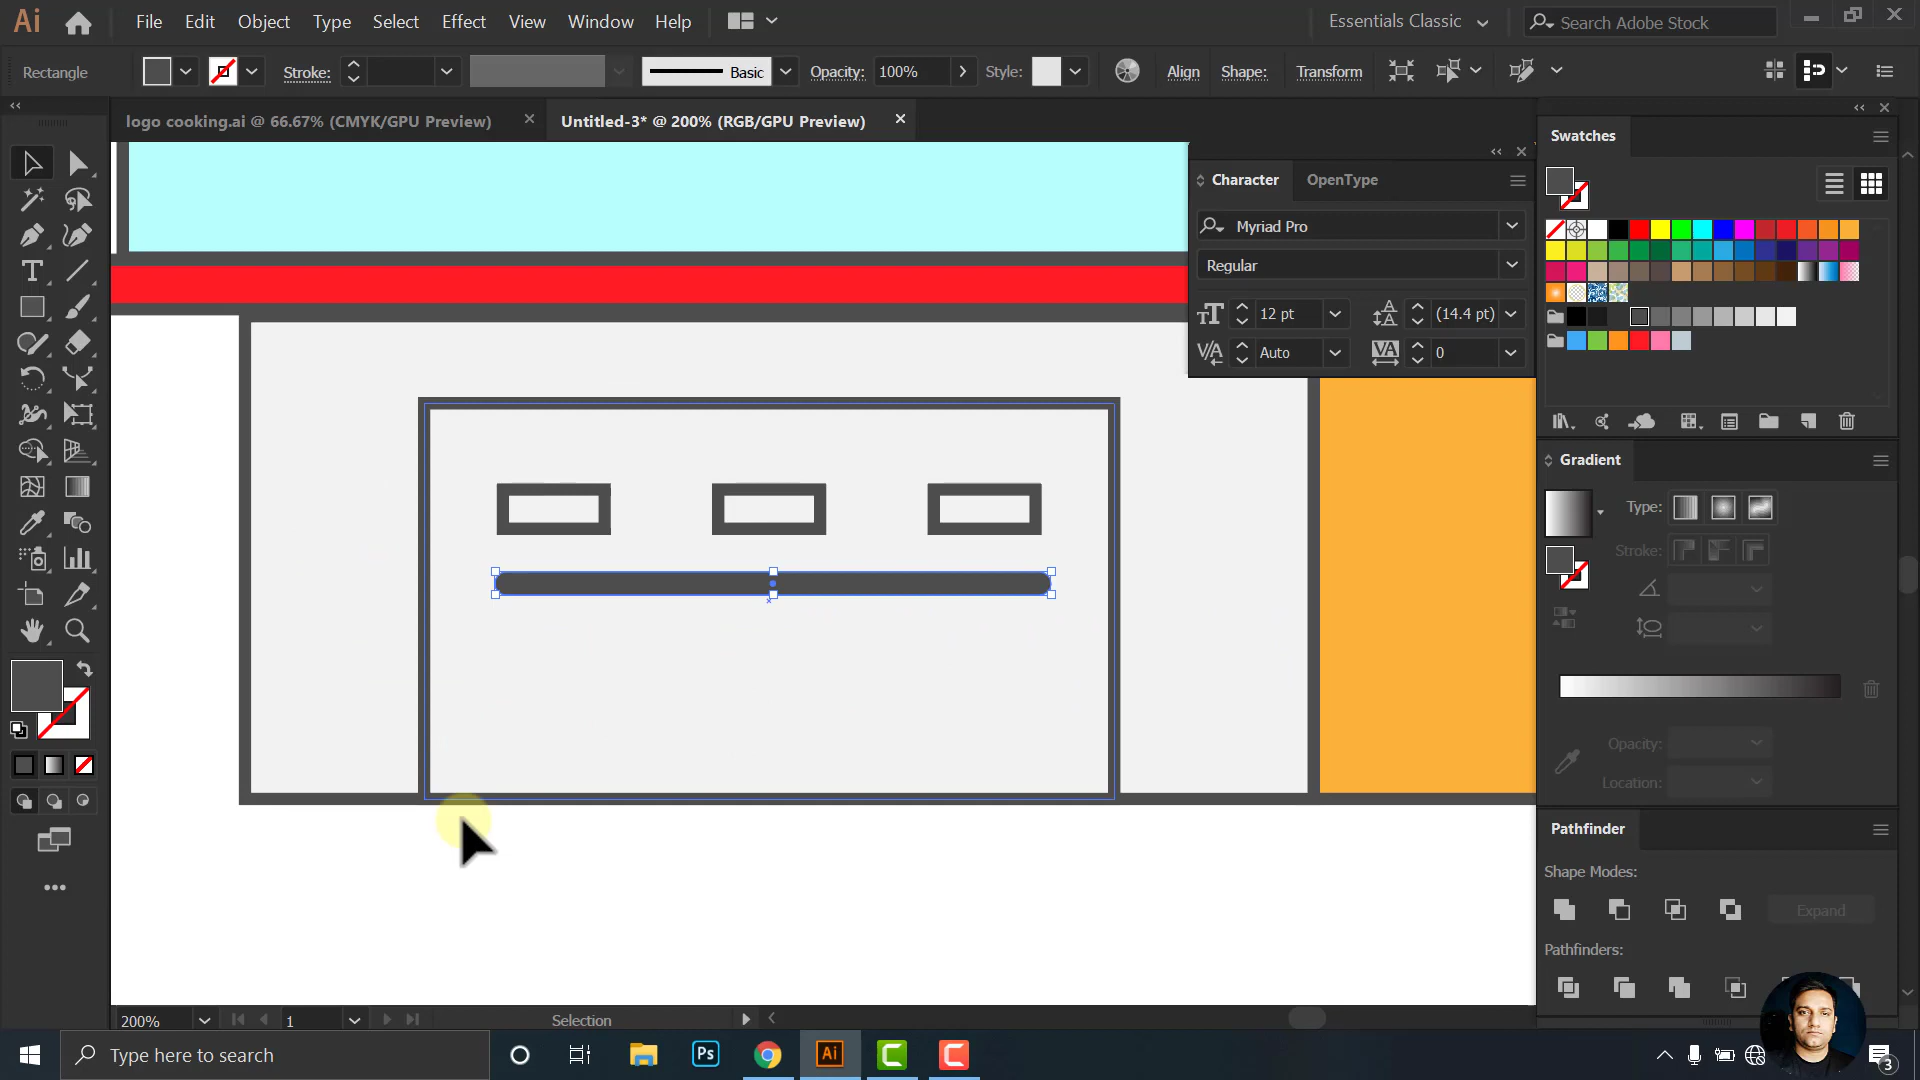 Ai File Edit Object Type Select Effect View Window Help Essentials Classic Search Adobe Stock
Rectangle Stroke: Basic Opacity: 100% Style: Align Shape: Transform
logo cooking.ai @ 66.67% (CMYK/GPU Preview) Untitled-3* @ 200% (RGB/GPU Preview)
Character OpenType
Myriad Pro
Regular
12 pt (14.4 pt)
Auto 0
Swatches
Gradient
Type:
Stroke:
Opacity:
Location:
Pathfinder
Shape Modes:
Expand
Pathfinders:
200% 1 Selection
Type here to search Ps Ai 3